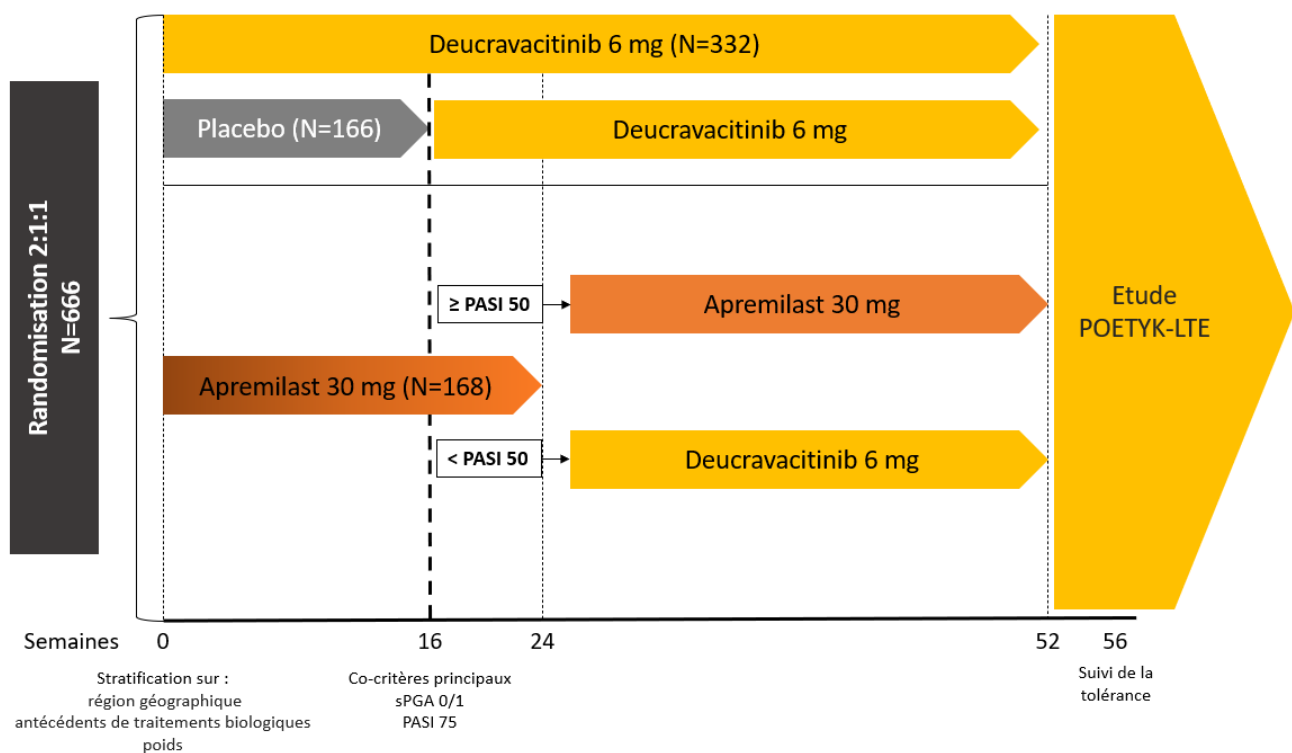 Deucravacitinib 6 mg (N=332)
Placebo (N=166)
Deucravacitinib 6 mg
Randomisation 2:1:1
N=666
≥ PASI 50
Apremilast 30 mg
Apremilast 30 mg (N=168)
< PASI 50
Deucravacitinib 6 mg
Etude
POETYK-LTE
Semaines 0 16 24 52 56
Stratification sur :
région géographique
antécédents de traitements biologiques
poids
Co-critères principaux
sPGA 0/1
PASI 75
Suivi de la
tolérance